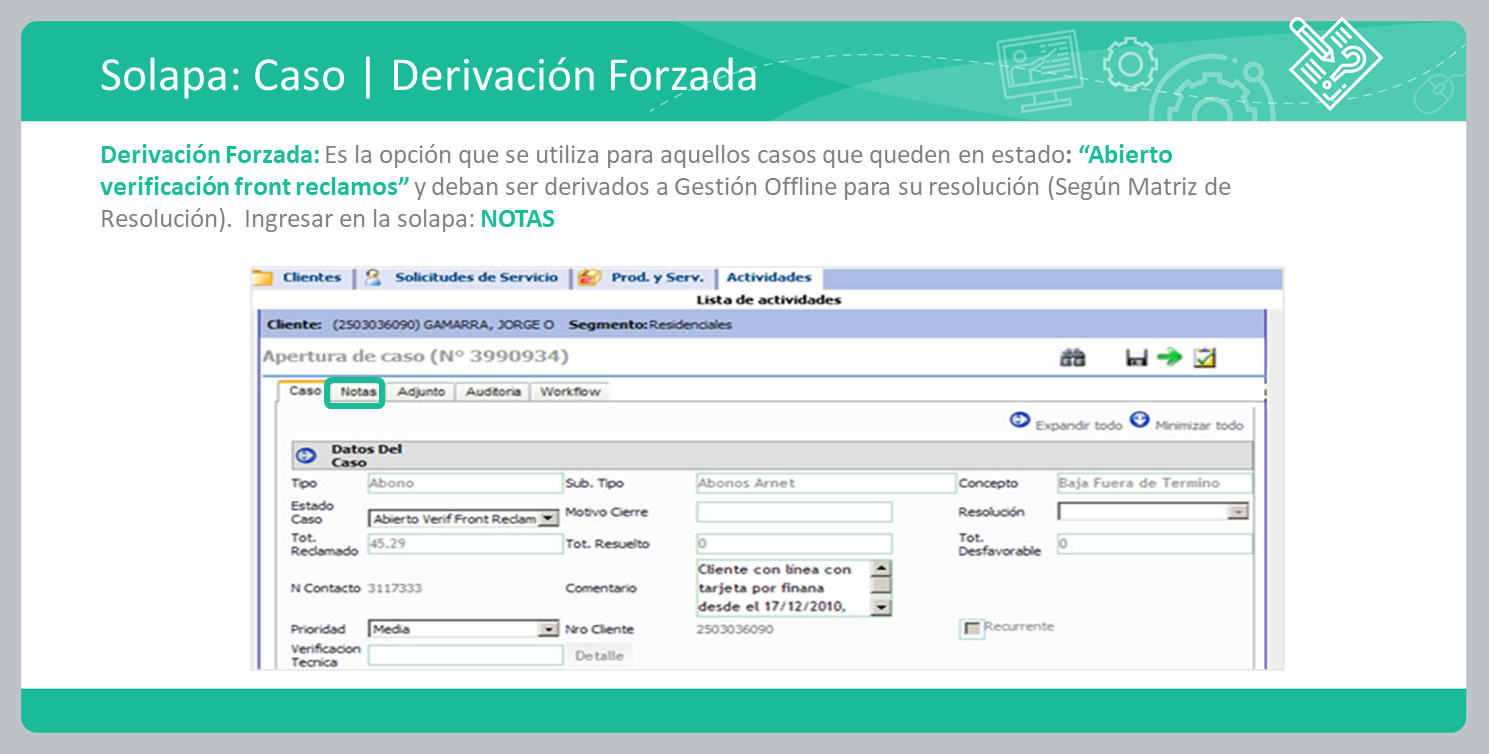 Solapa: Caso | Derivación Forzada
Derivación Forzada: Es la opción que se utiliza para aquellos casos que queden en estado: “Abierto
verificación front reclamos” y deban ser derivados a Gestión Offline para su resolución (Según Matriz de
Resolución). Ingresar en la solapa: NOTAS
Clientes Solicitudes de Servicio Prod. y Serv. Actividades
Lista de actividades
Cliente: (2503036090) GAMARRA, JORGE O Segmento: Residenciales
Apertura de caso (Nº 3990934)
Caso Notas Adjunto Auditoria Workflow
Expandir todo Minimizar todo
Datos Del
Caso
Tipo Abono Sub. Tipo Abonos Arnet Concepto Baja Fuera de Termino
Estado
Caso Abierto Verif Front Reclam Motivo Cierre Resolución
Tot.
Reclamado 45.29 Tot. Resuelto 0 Tot.
Desfavorable 0
N Contacto 3117333 Comentario Cliente con línea con
tarjeta por finana
desde el 17/12/2010,
Prioridad Media Nro Cliente 2503036090 Recurrente
Verificacion
Tecnica Detalle